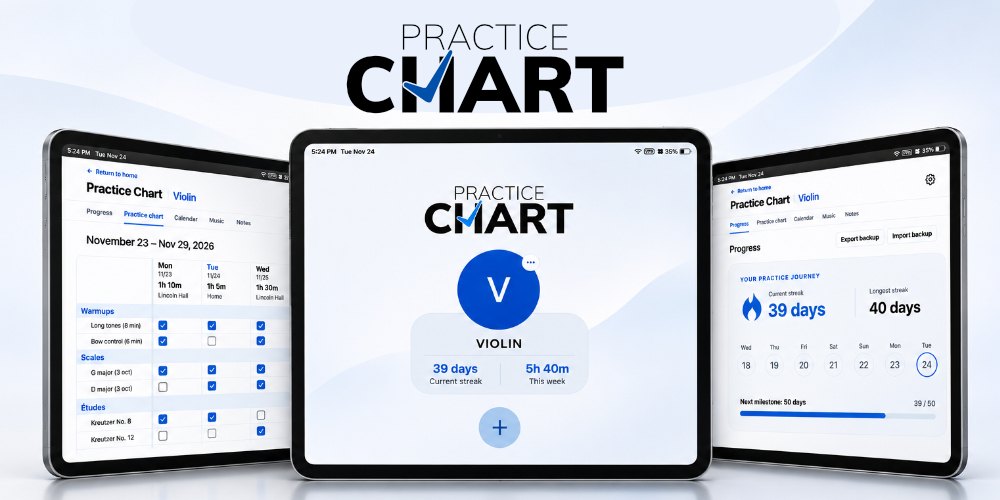 PRACTICE
CHART
5:24 PM Tue Nov 24
← Return to home
Practice Chart Violin
Progress Practice chart Calendar Music Notes
November 23 – Nov 29, 2026
Mon Tue Wed
11/23 11/24 11/25
1h 10m 1h 5m 1h 30m
Lincoln Hall Home Lincoln Hall
Warmups
Long tones (8 min)
Bow control (6 min)
Scales
G major (3 oct)
D major (3 oct)
Études
Kreutzer No. 8
Kreutzer No. 12
5:24 PM Tue Nov 24 VPN 35%
PRACTICE
CHART
V
VIOLIN
39 days 5h 40m
Current streak This week
+
5:24 PM Tue Nov 24 VPN 35%
← Return to home
Practice Chart Violin
Progress Practice chart Calendar Music Notes
Progress Export backup Import backup
YOUR PRACTICE JOURNEY
Current streak Longest streak
39 days 40 days
Wed Thu Fri Sat Sun Mon Tue
18 19 20 21 22 23 24
Next milestone: 50 days 39 / 50